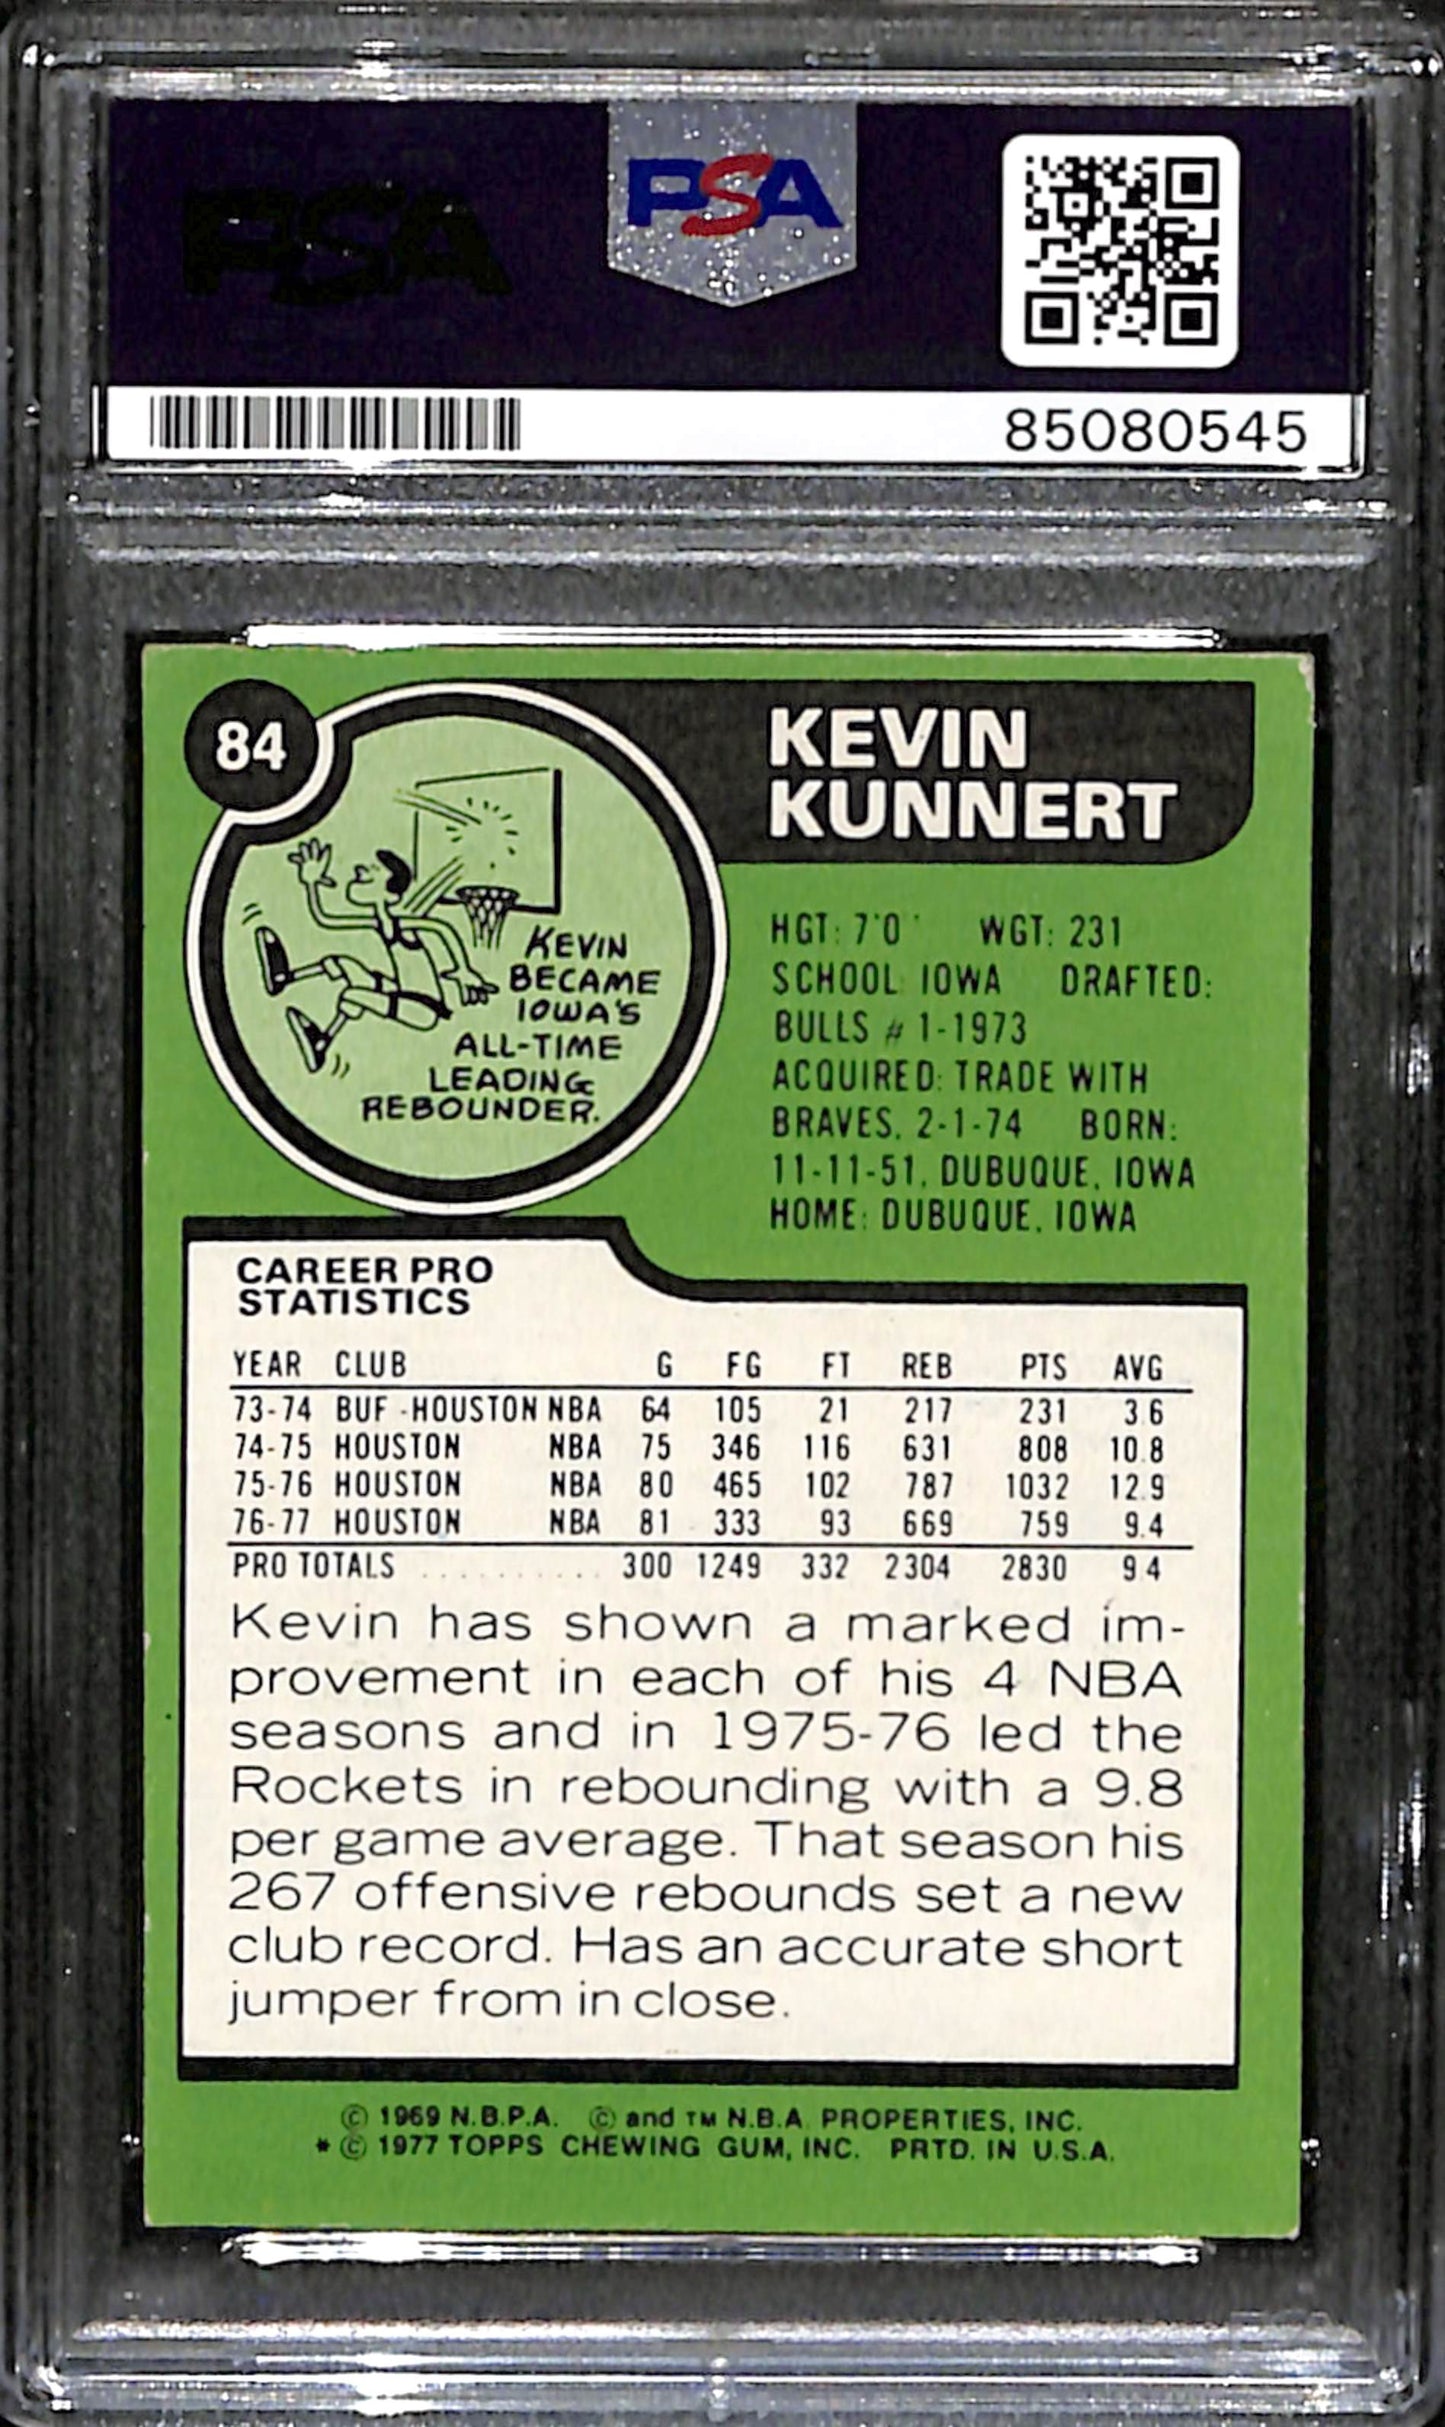 PSA
PSA
85080545
84
KEVIN
KUNNERT
KEVIN
BECAME
IOWA'S
ALL-TIME
LEADING
REBOUNDER.
HGT: 7'0" WGT: 231
SCHOOL: IOWA DRAFTED:
BULLS # 1-1973
ACQUIRED: TRADE WITH
BRAVES, 2-1-74 BORN:
11-11-51, DUBUQUE, IOWA
HOME: DUBUQUE, IOWA
CAREER PRO
STATISTICS
YEAR CLUB G FG FT REB PTS AVG
73-74 BUF.-HOUSTON NBA 64 105 21 217 231 3.6
74-75 HOUSTON NBA 75 346 116 631 808 10.8
75-76 HOUSTON NBA 80 465 102 787 1032 12.9
76-77 HOUSTON NBA 81 333 93 669 759 9.4
PRO TOTALS .......... 300 1249 332 2304 2830 9.4
Kevin has shown a marked im-
provement in each of his 4 NBA
seasons and in 1975-76 led the
Rockets in rebounding with a 9.8
per game average. That season his
267 offensive rebounds set a new
club record. Has an accurate short
jumper from in close.
© 1969 N.B.P.A. © and TM N.B.A. PROPERTIES, INC.
* © 1977 TOPPS CHEWING GUM, INC. PRTD. IN U.S.A.